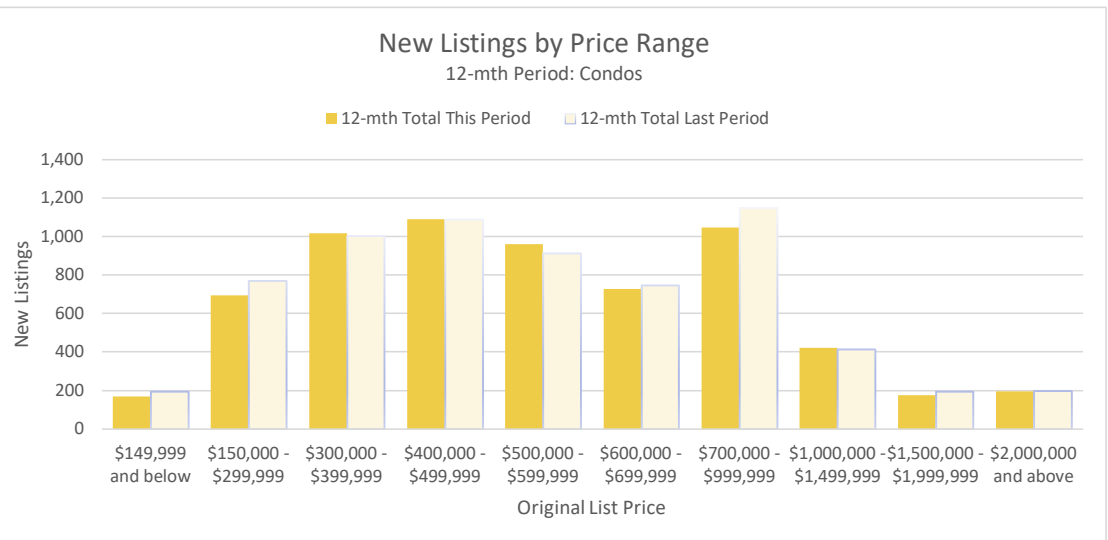 New Listings by Price Range
12-mth Period: Condos
12-mth Total This Period 12-mth Total Last Period
1,400
1,200
1,000
800
600
400
200
0
New Listings
$149,999 $150,000 - $300,000 - $400,000 - $500,000 - $600,000 - $700,000 - $1,000,000 - $1,500,000 - $2,000,000
and below $299,999 $399,999 $499,999 $599,999 $699,999 $999,999 $1,499,999 $1,999,999 and above
Original List Price